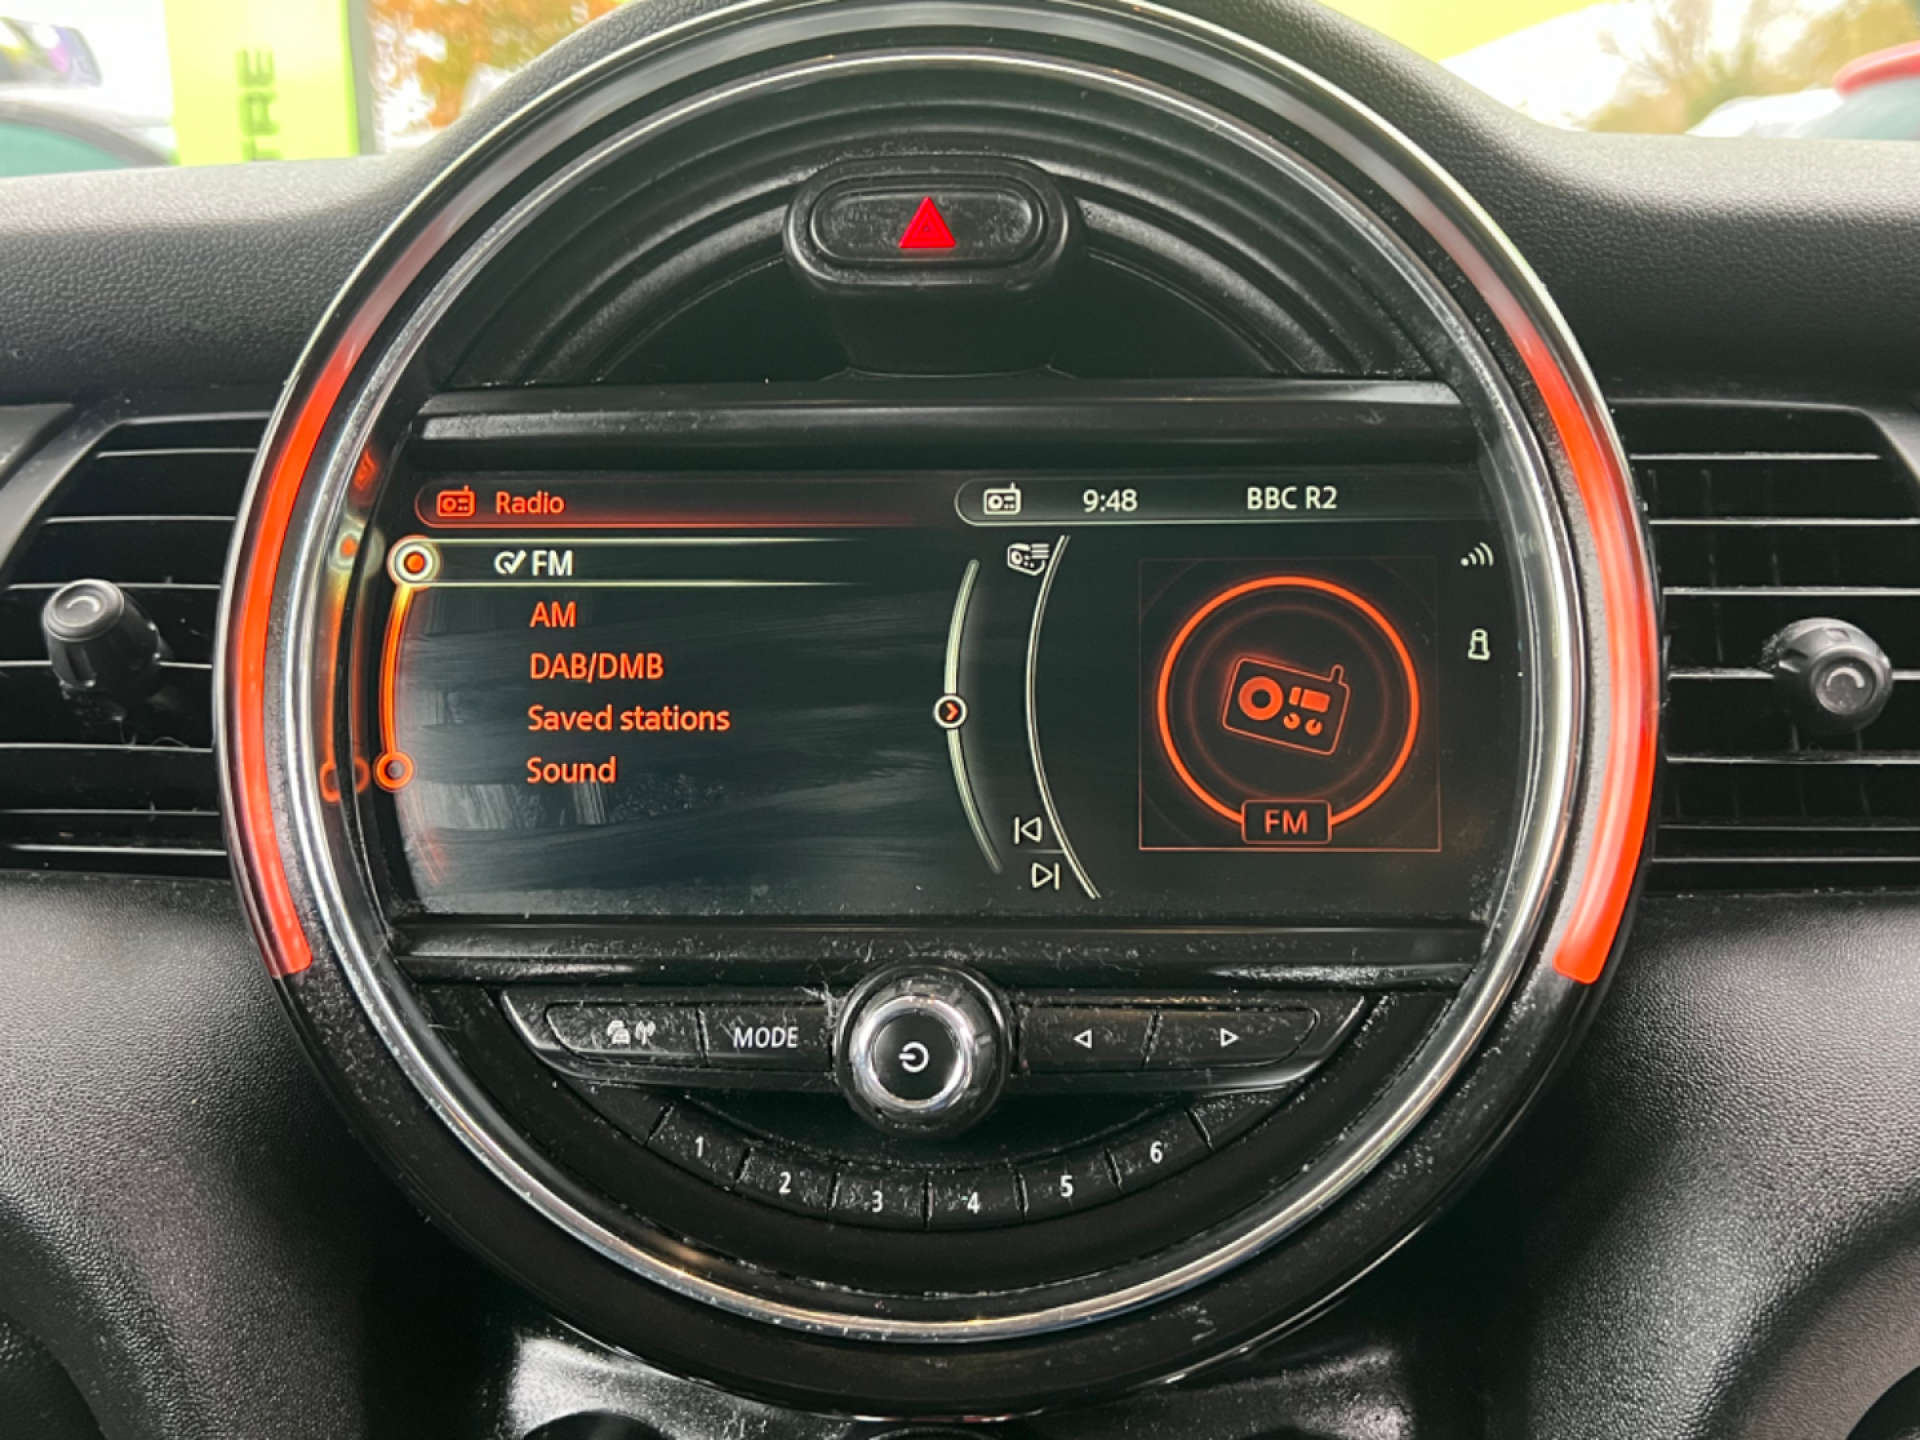 TRE
Radio
9:48 BBC R2
FM
AM
DAB/DMB
Saved stations
Sound
FM
MODE
1 2 3 4 5 6